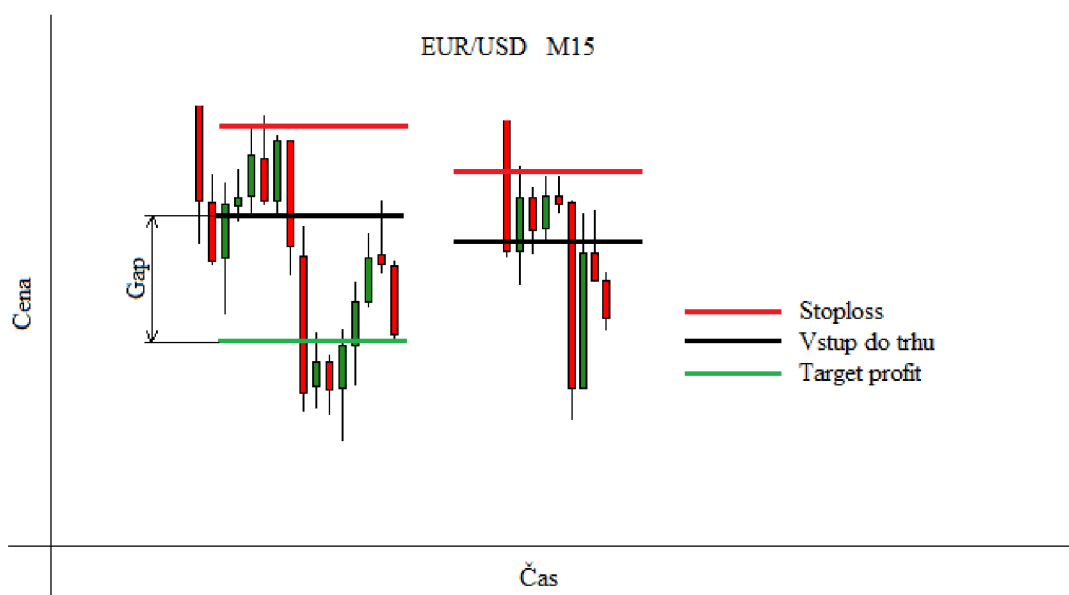 EUR/USD M15
Gap
Cena
Stoploss
Vstup do trhu
Target profit
Čas